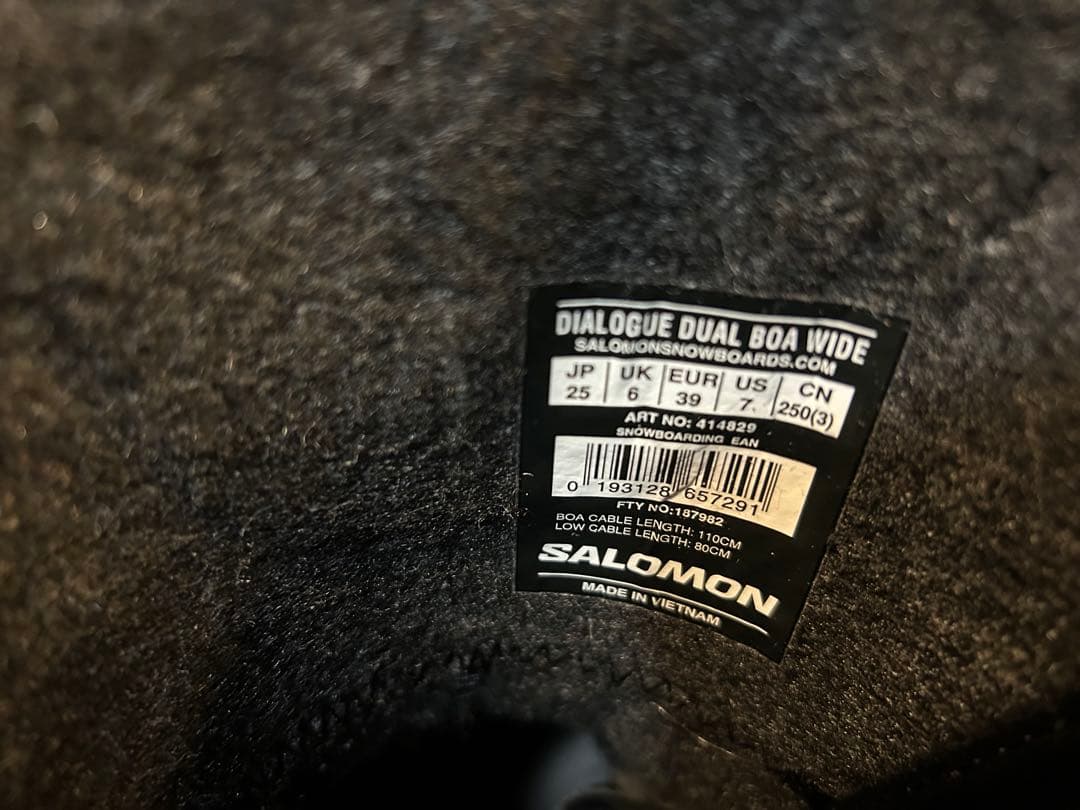 DIALOGUE DUAL BOA WIDE
SALOMONSNOWBOARDS.COM
JP UK EUR US CN
25 6 39 7. 250(3)
ART NO: 414829
SNOWBOARDING EAN
0 193128 657291
FTY NO:187982
BOA CABLE LENGTH: 110CM
LOW CABLE LENGTH: 80CM
SALOMON
MADE IN VIETNAM